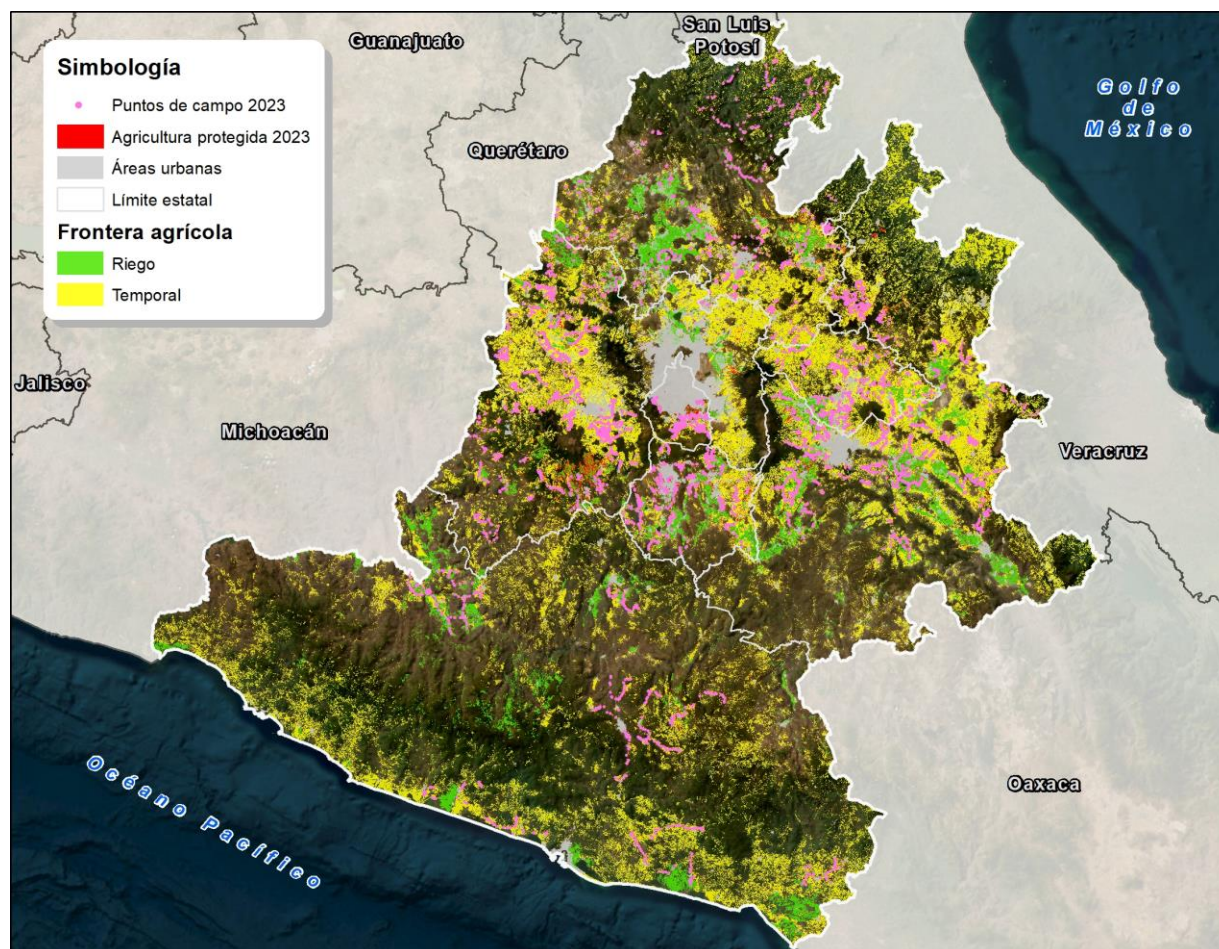 Simbología
Puntos de campo 2023
Agricultura protegida 2023
Áreas urbanas
Límite estatal
Frontera agrícola
Riego
Temporal
Guanajuato
San Luis
Potosí
Querétaro
Golfo
de
México
Jalisco
Michoacán
Veracruz
Oaxaca
Océano Pacífico